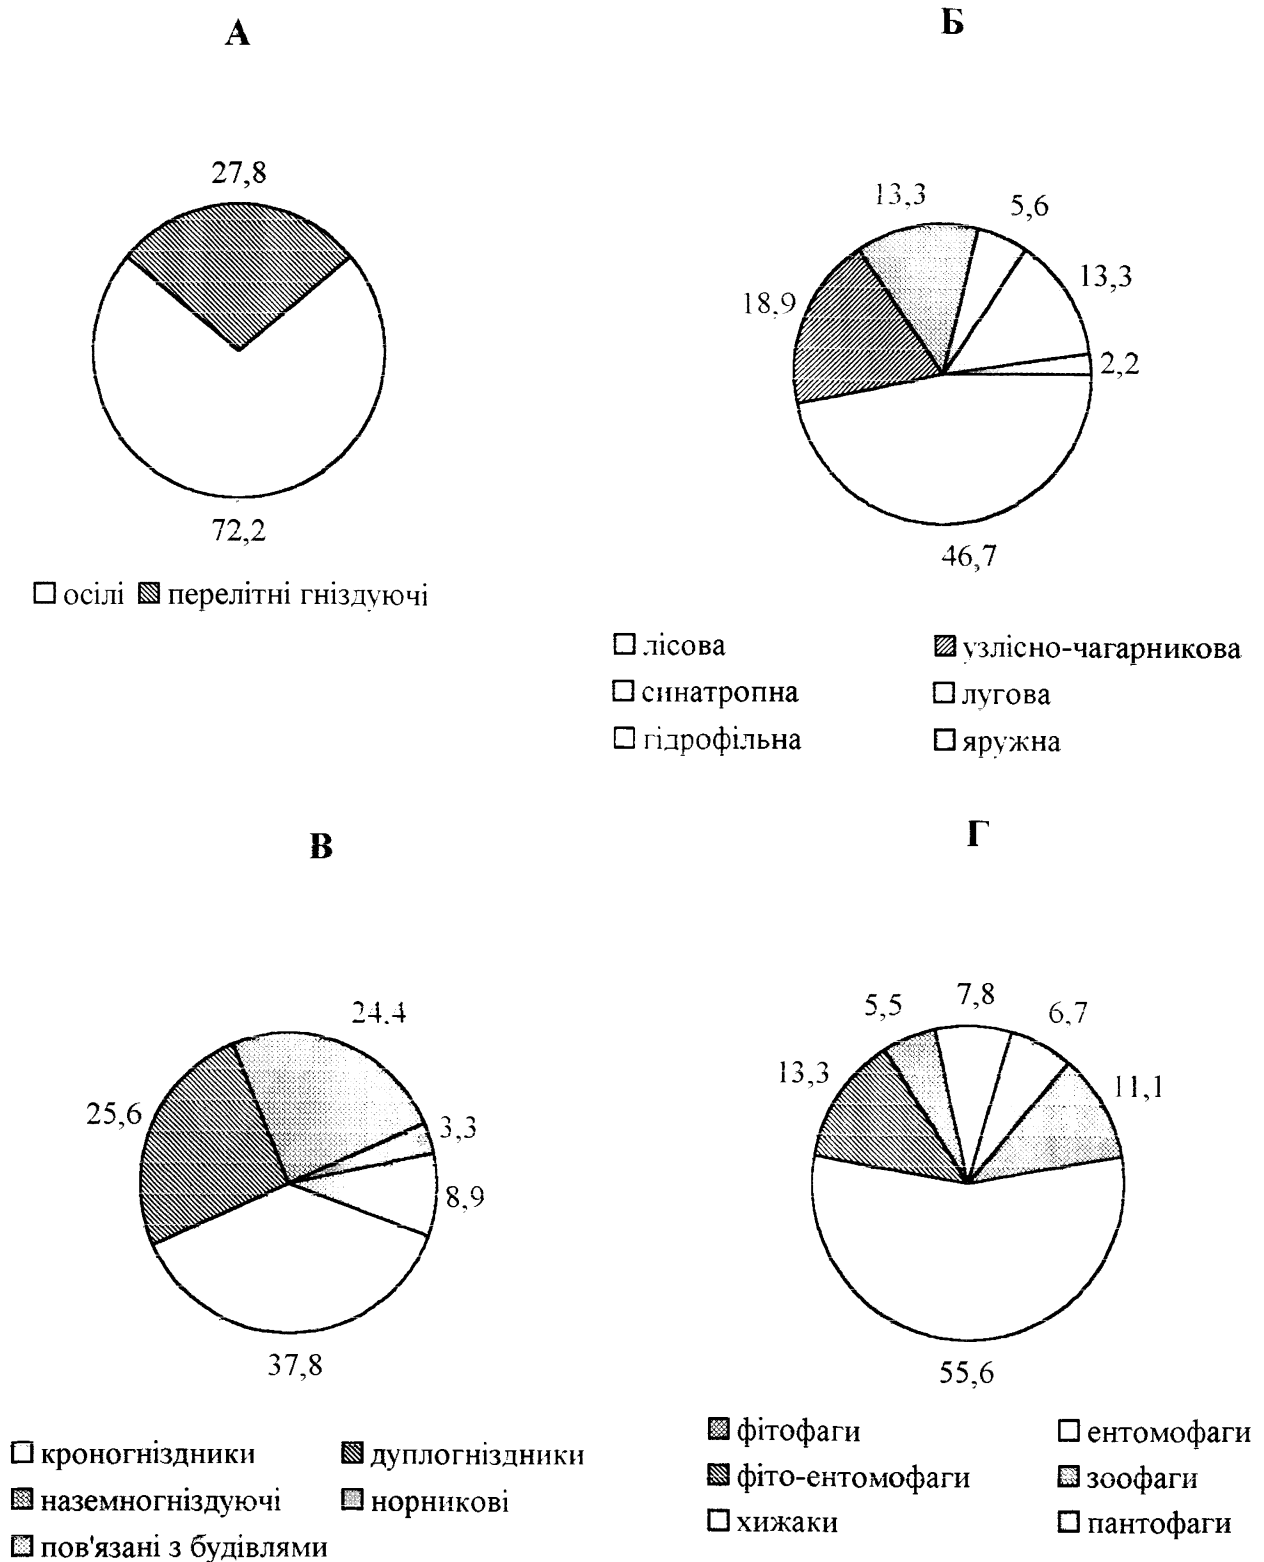 А
Б
27,8
72,2
осілі перелітні гніздуючі
13,3
5,6
18,9
13,3
2,2
46,7
лісова узлісно-чагарникова
синатропна лугова
гідрофільна яружна
В
Г
24,4
25,6
3,3
8,9
37,8
кроногніздники дуплогніздники
наземногніздуючі норникові
пов'язані з будівлями
7,8
5,5
6,7
13,3
11,1
55,6
фітофаги ентомофаги
фіто-ентомофаги зоофаги
хижаки пантофаги